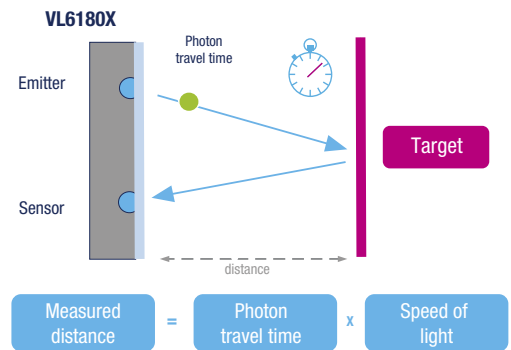 VL6180X
Photon
travel time
Emitter
Target
Sensor
distance
Measured
distance
=
Photon
travel time
x
Speed of
light